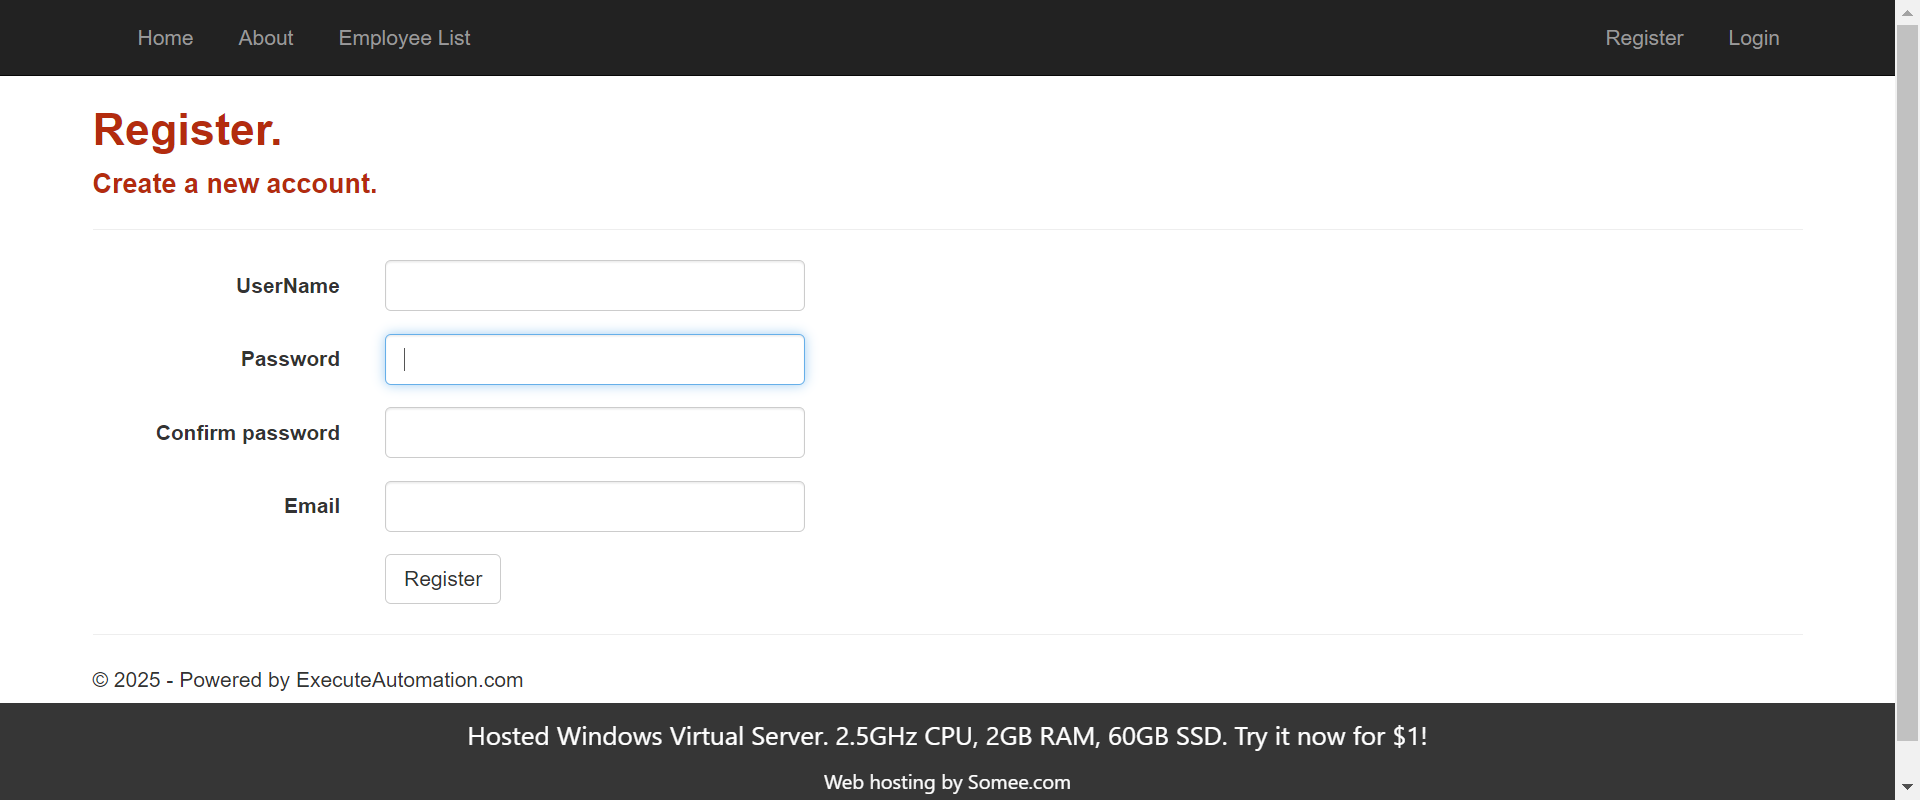 Home About Employee List Register Login
Register.
Create a new account.
UserName
Password
Confirm password
Email
Register
© 2025 - Powered by ExecuteAutomation.com
Hosted Windows Virtual Server. 2.5GHz CPU, 2GB RAM, 60GB SSD. Try it now for $1!
Web hosting by Somee.com